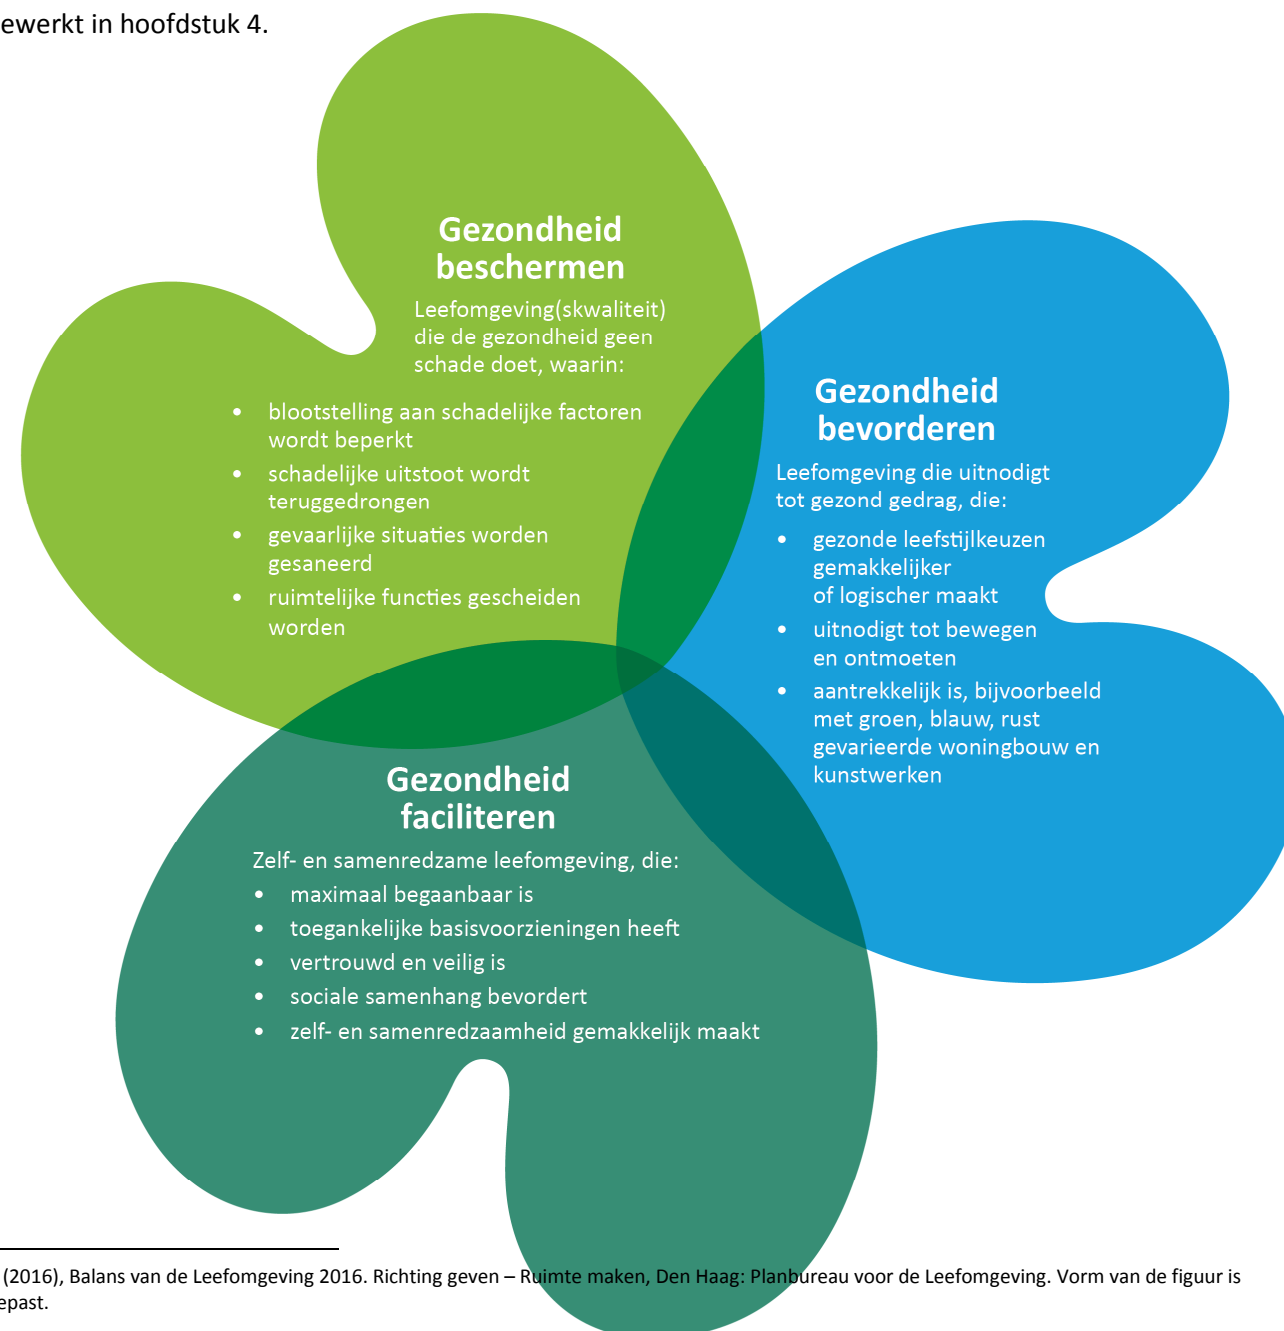 ewerkt in hoofdstuk 4.
Gezondheid
beschermen
Leefomgeving(skwaliteit)
die de gezondheid geen
schade doet, waarin:
• blootstelling aan schadelijke factoren
wordt beperkt
• schadelijke uitstoot wordt
teruggedrongen
• gevaarlijke situaties worden
gesaneerd
• ruimtelijke functies gescheiden
worden
Gezondheid
bevorderen
Leefomgeving die uitnodigt
tot gezond gedrag, die:
• gezonde leefstijlkeuzen
gemakkelijker
of logischer maakt
• uitnodigt tot bewegen
en ontmoeten
• aantrekkelijk is, bijvoorbeeld
met groen, blauw, rust
gevarieerde woningbouw en
kunstwerken
Gezondheid
faciliteren
Zelf- en samenredzame leefomgeving, die:
• maximaal begaanbaar is
• toegankelijke basisvoorzieningen heeft
• vertrouwd en veilig is
• sociale samenhang bevordert
• zelf- en samenredzaamheid gemakkelijk maakt
(2016), Balans van de Leefomgeving 2016. Richting geven – Ruimte maken, Den Haag: Planbureau voor de Leefomgeving. Vorm van de figuur is
epast.